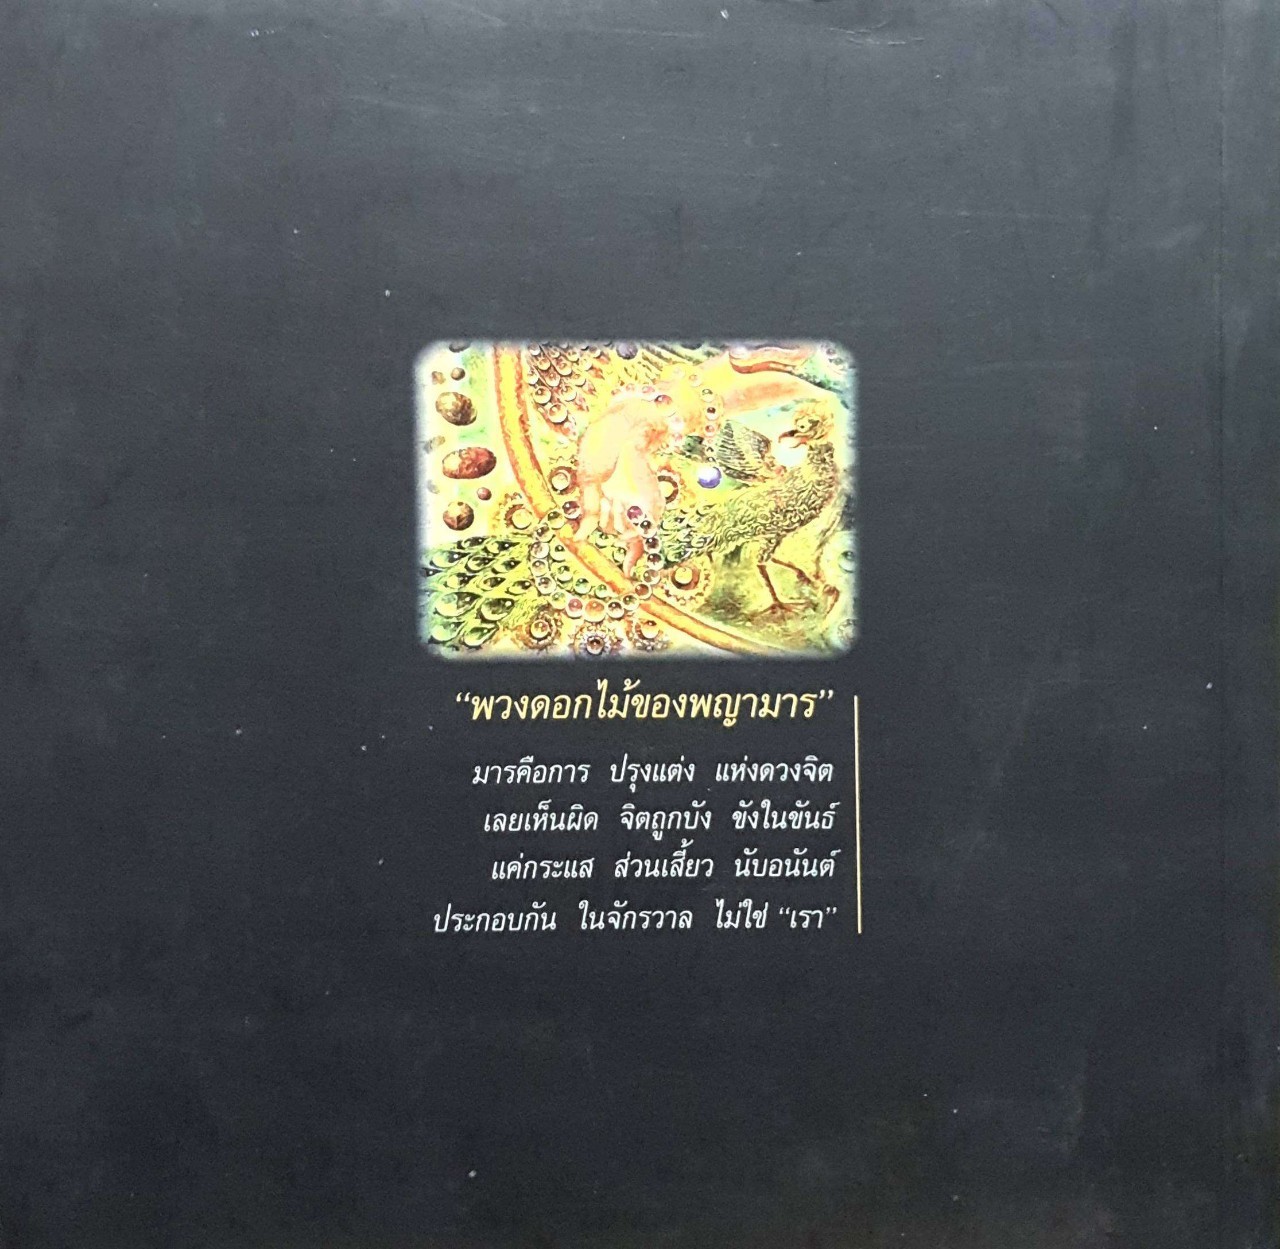 “พวงดอกไม้ของพญามาร”
มารคือการ ปรุงแต่ง แห่งดวงจิต
เลยเห็นผิด จิตถูกบัง ขังในขันธ์
แค่กระแส ส่วนเสี้ยว นับอนันต์
ประกอบกัน ในจักรวาล ไม่ใช่ “เรา”